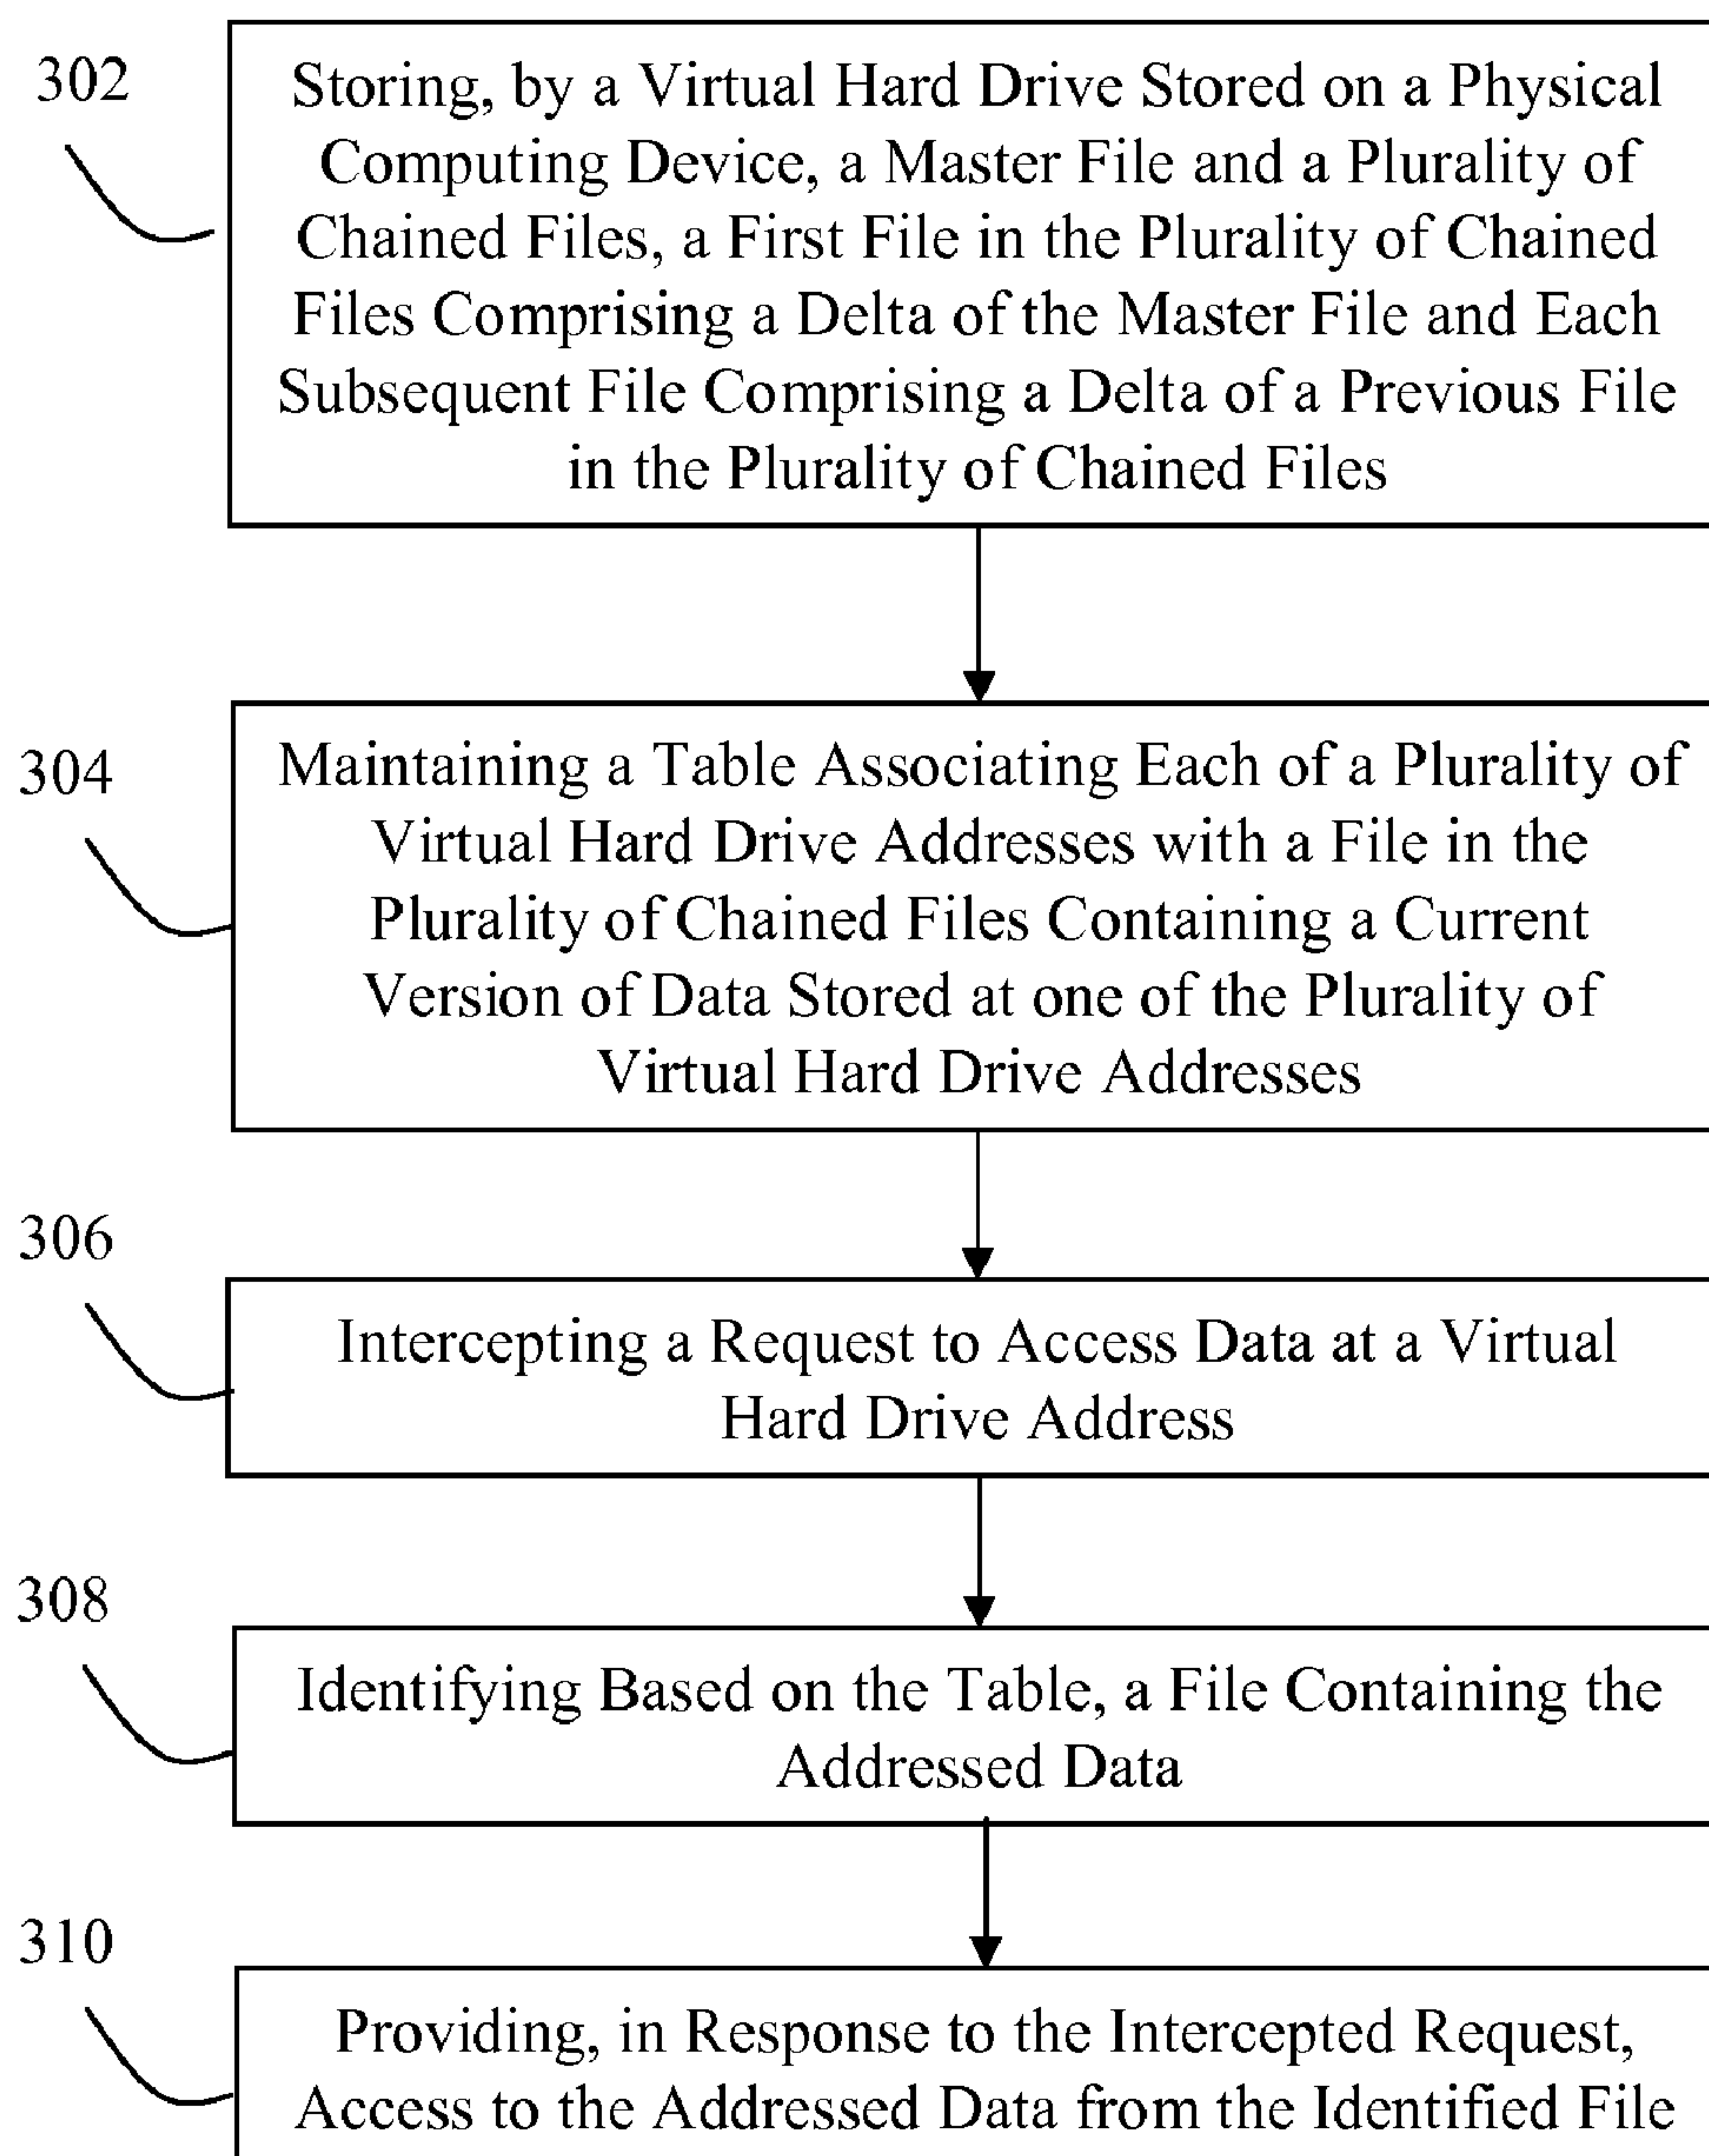 302
Storing, by a Virtual Hard Drive Stored on a Physical
Computing Device, a Master File and a Plurality of
Chained Files, a First File in the Plurality of Chained
Files Comprising a Delta of the Master File and Each
Subsequent File Comprising a Delta of a Previous File
in the Plurality of Chained Files
304
Maintaining a Table Associating Each of a Plurality of
Virtual Hard Drive Addresses with a File in the
Plurality of Chained Files Containing a Current
Version of Data Stored at one of the Plurality of
Virtual Hard Drive Addresses
306
Intercepting a Request to Access Data at a Virtual
Hard Drive Address
308
Identifying Based on the Table, a File Containing the
Addressed Data
310
Providing, in Response to the Intercepted Request,
Access to the Addressed Data from the Identified File